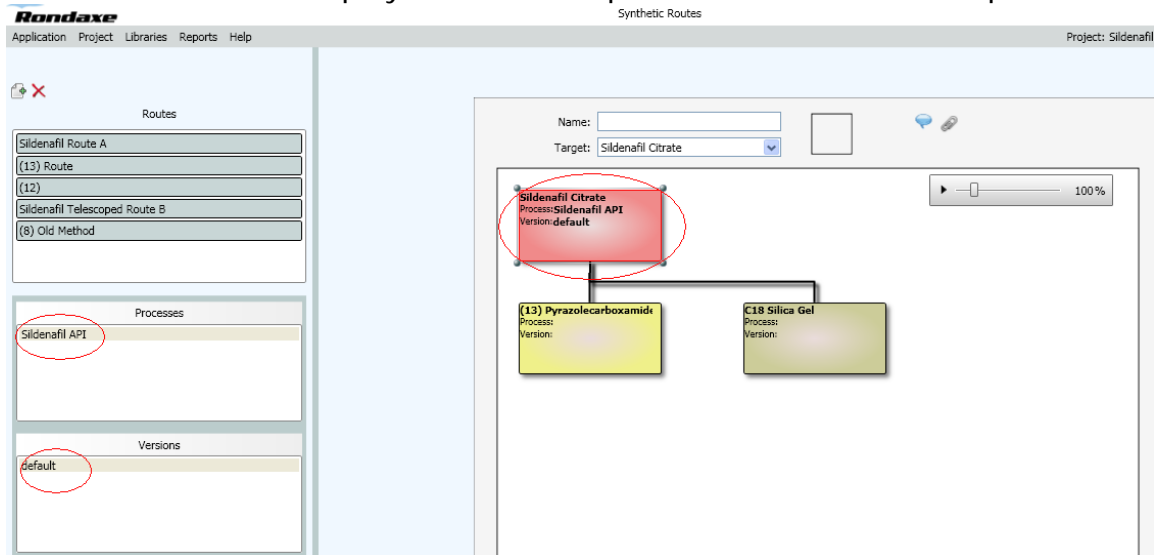 Rondaxe
Synthetic Routes
Application Project Libraries Reports Help
Project: Sildenafil
Routes
Sildenafil Route A
(13) Route
(12)
Sildenafil Telescoped Route B
(8) Old Method
Processes
Sildenafil API
Versions
default
Name:
Target: Sildenafil Citrate
100%
Sildenafil Citrate
Process:Sildenafil API
Version:default
(13) Pyrazolecarboxamide
Process:
Version:
C18 Silica Gel
Process:
Version: